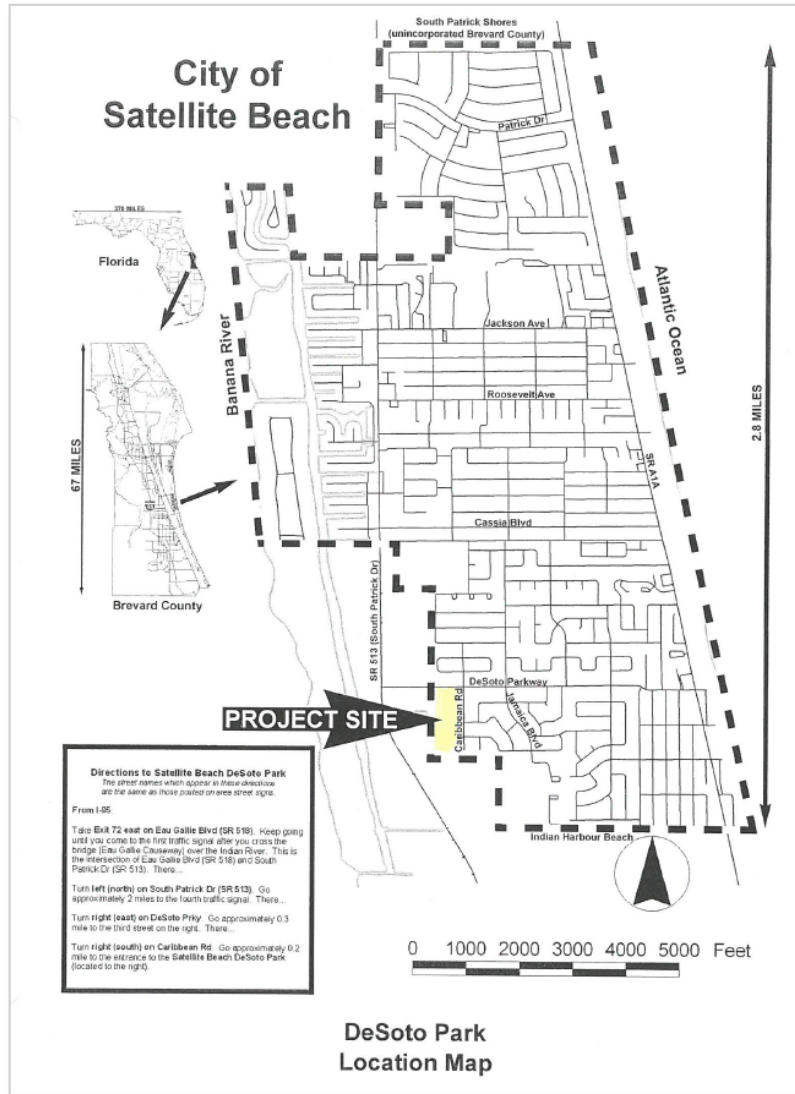 South Patrick Shores
(unincorporated Brevard County)
City of
Satellite Beach
Patrick Dr
376 MILES
Florida
Banana River
Atlantic Ocean
Jackson Ave
Roosevelt Ave
67 MILES
2.8 MILES
SR A1A
Cassia Blvd
Brevard County
SR 513 (South Patrick Dr)
DeSoto Parkway
Caribbean Rd
Jamaica Blvd
PROJECT SITE
Indian Harbour Beach
Directions to Satellite Beach DeSoto Park
The street names which appear in these directions
are the same as those posted on area street signs.
From I-95:
Take Exit 72 east on Eau Gallie Blvd (SR 518). Keep going
until you come to the first traffic signal after you cross the
bridge (Eau Gallie Causeway) over the Indian River. This is
the intersection of Eau Gallie Blvd (SR 518) and South
Patrick Dr (SR 513). There...
Turn left (north) on South Patrick Dr (SR 513). Go
approximately 2 miles to the fourth traffic signal. There...
Turn right (east) on DeSoto Prky. Go approximately 0.3
mile to the third street on the right. There...
Turn right (south) on Caribbean Rd. Go approximately 0.2
mile to the entrance to the Satellite Beach DeSoto Park
(located to the right).
0 1000 2000 3000 4000 5000 Feet
DeSoto Park
Location Map